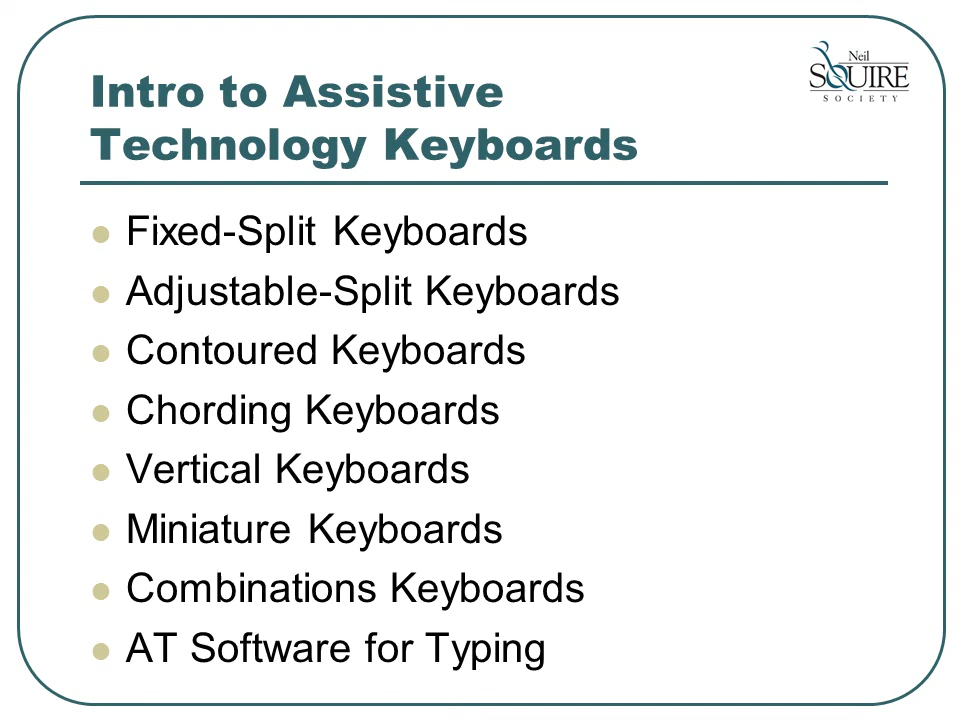 Intro to Assistive
Technology Keyboards
Neil
SQUIRE
SOCIETY
Fixed-Split Keyboards
Adjustable-Split Keyboards
Contoured Keyboards
Chording Keyboards
Vertical Keyboards
Miniature Keyboards
Combinations Keyboards
AT Software for Typing